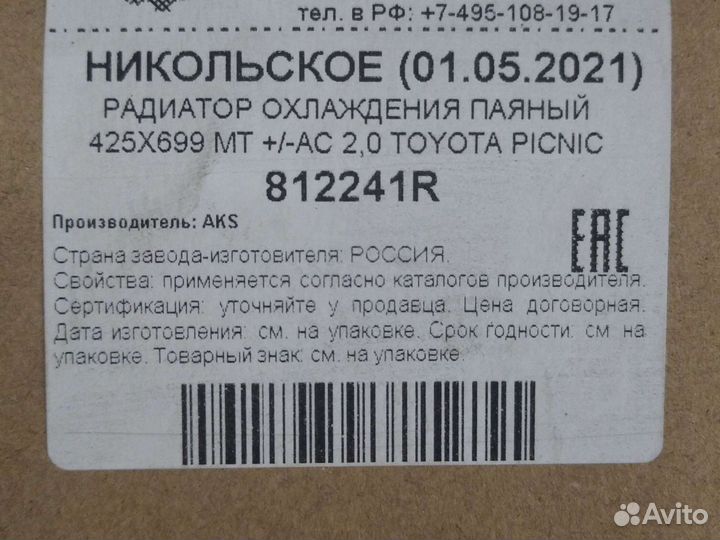 тел. в РФ: +7-495-108-19-17
НИКОЛЬСКОЕ (01.05.2021)
РАДИАТОР ОХЛАЖДЕНИЯ ПАЯНЫЙ
425X699 MT +/-AC 2,0 TOYOTA PICNIC
812241R
Производитель: AKS
EAC
Страна завода-изготовителя: РОССИЯ.
Свойства: применяется согласно каталогов производителя.
Сертификация: уточняйте у продавца. Цена договорная.
Дата изготовления: см. на упаковке. Срок годности: см. на
упаковке. Товарный знак: см. на упаковке.
Avito